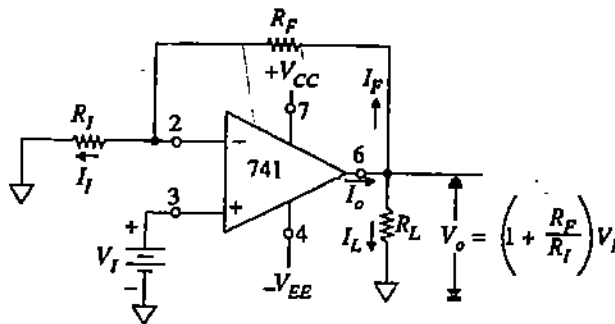 R_F
+V_CC
I_F
7
R_I
2
−
6
741
I_I
I_o
3
+
+
R_L
V_I
I_L
V_o = (1 + R_F/R_I) V_I
4
−
−V_EE